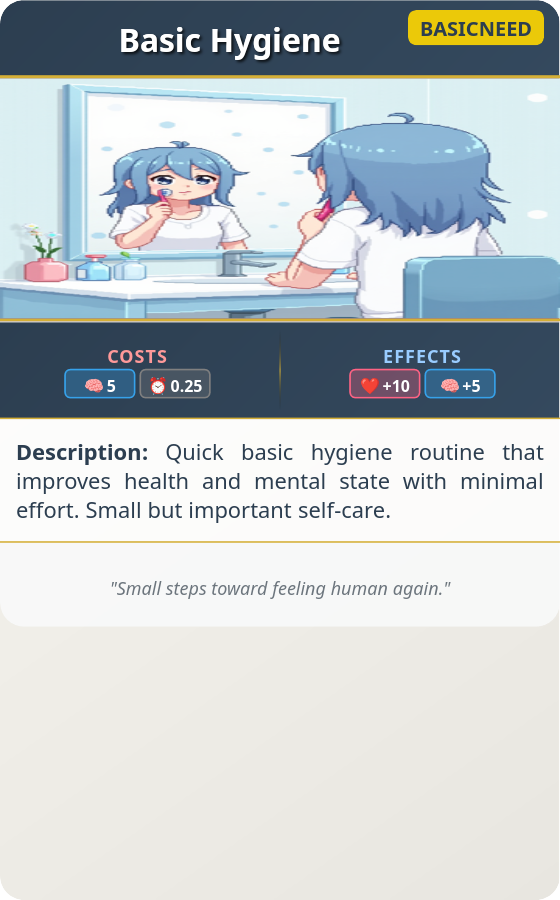 Basic Hygiene
BASICNEED
COSTS
🧠 5
⏰ 0.25
EFFECTS
❤️ +10
🧠 +5
Description: Quick basic hygiene routine that
improves health and mental state with minimal
effort. Small but important self-care.
"Small steps toward feeling human again."